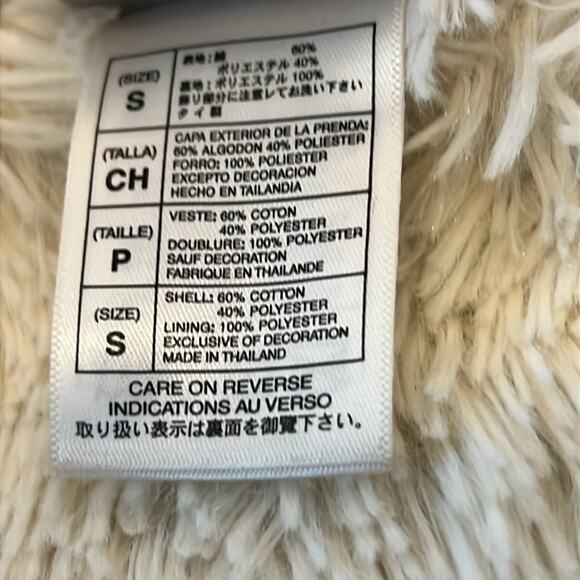 (SIZE)
S
表地:綿 60%
ポリエステル 40%
裏地:ポリエステル 100%
飾り部分に注意してお洗い下さい
タイ製
(TALLA)
CH
CAPA EXTERIOR DE LA PRENDA:
60% ALGODON 40% POLIESTER
FORRO: 100% POLIESTER
EXCEPTO DECORACION
HECHO EN TAILANDIA
(TAILLE)
P
VESTE: 60% COTON
40% POLYESTER
DOUBLURE: 100% POLYESTER
SAUF DECORATION
FABRIQUE EN THAILANDE
(SIZE)
S
SHELL: 60% COTTON
40% POLYESTER
LINING: 100% POLYESTER
EXCLUSIVE OF DECORATION
MADE IN THAILAND
CARE ON REVERSE
INDICATIONS AU VERSO
取り扱い表示は裏面を御覧下さい。